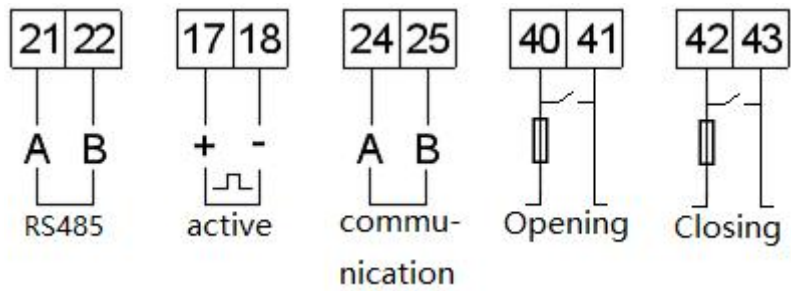 21 22 17 18 24 25 40 41 42 43
A B + - A B
RS485 active commu- Opening Closing
nication